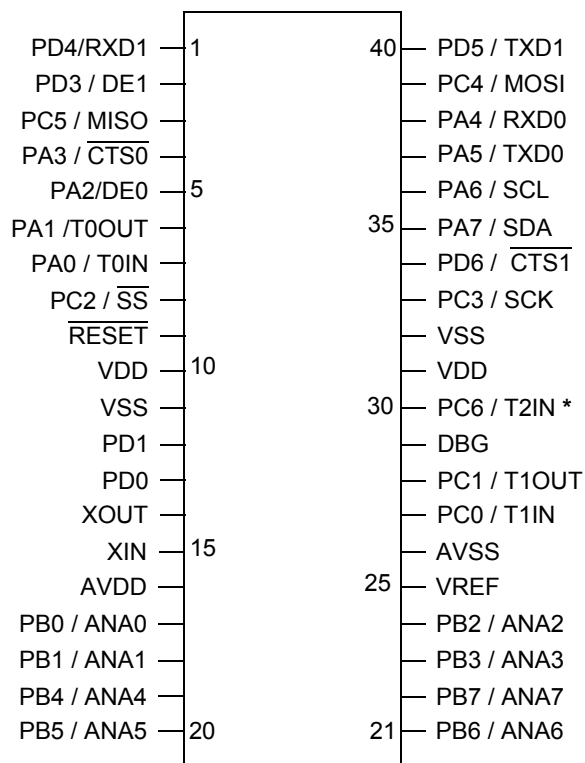 PD4/RXD1 1 40 PD5 / TXD1
PD3 / DE1 PC4 / MOSI
PC5 / MISO PA4 / RXD0
PA3 / CTS0 PA5 / TXD0
PA2/DE0 5 PA6 / SCL
PA1 /T0OUT 35 PA7 / SDA
PA0 / T0IN PD6 / CTS1
PC2 / SS PC3 / SCK
RESET VSS
VDD 10 VDD
VSS 30 PC6 / T2IN *
PD1 DBG
PD0 PC1 / T1OUT
XOUT PC0 / T1IN
XIN 15 AVSS
AVDD 25 VREF
PB0 / ANA0 PB2 / ANA2
PB1 / ANA1 PB3 / ANA3
PB4 / ANA4 PB7 / ANA7
PB5 / ANA5 20 21 PB6 / ANA6